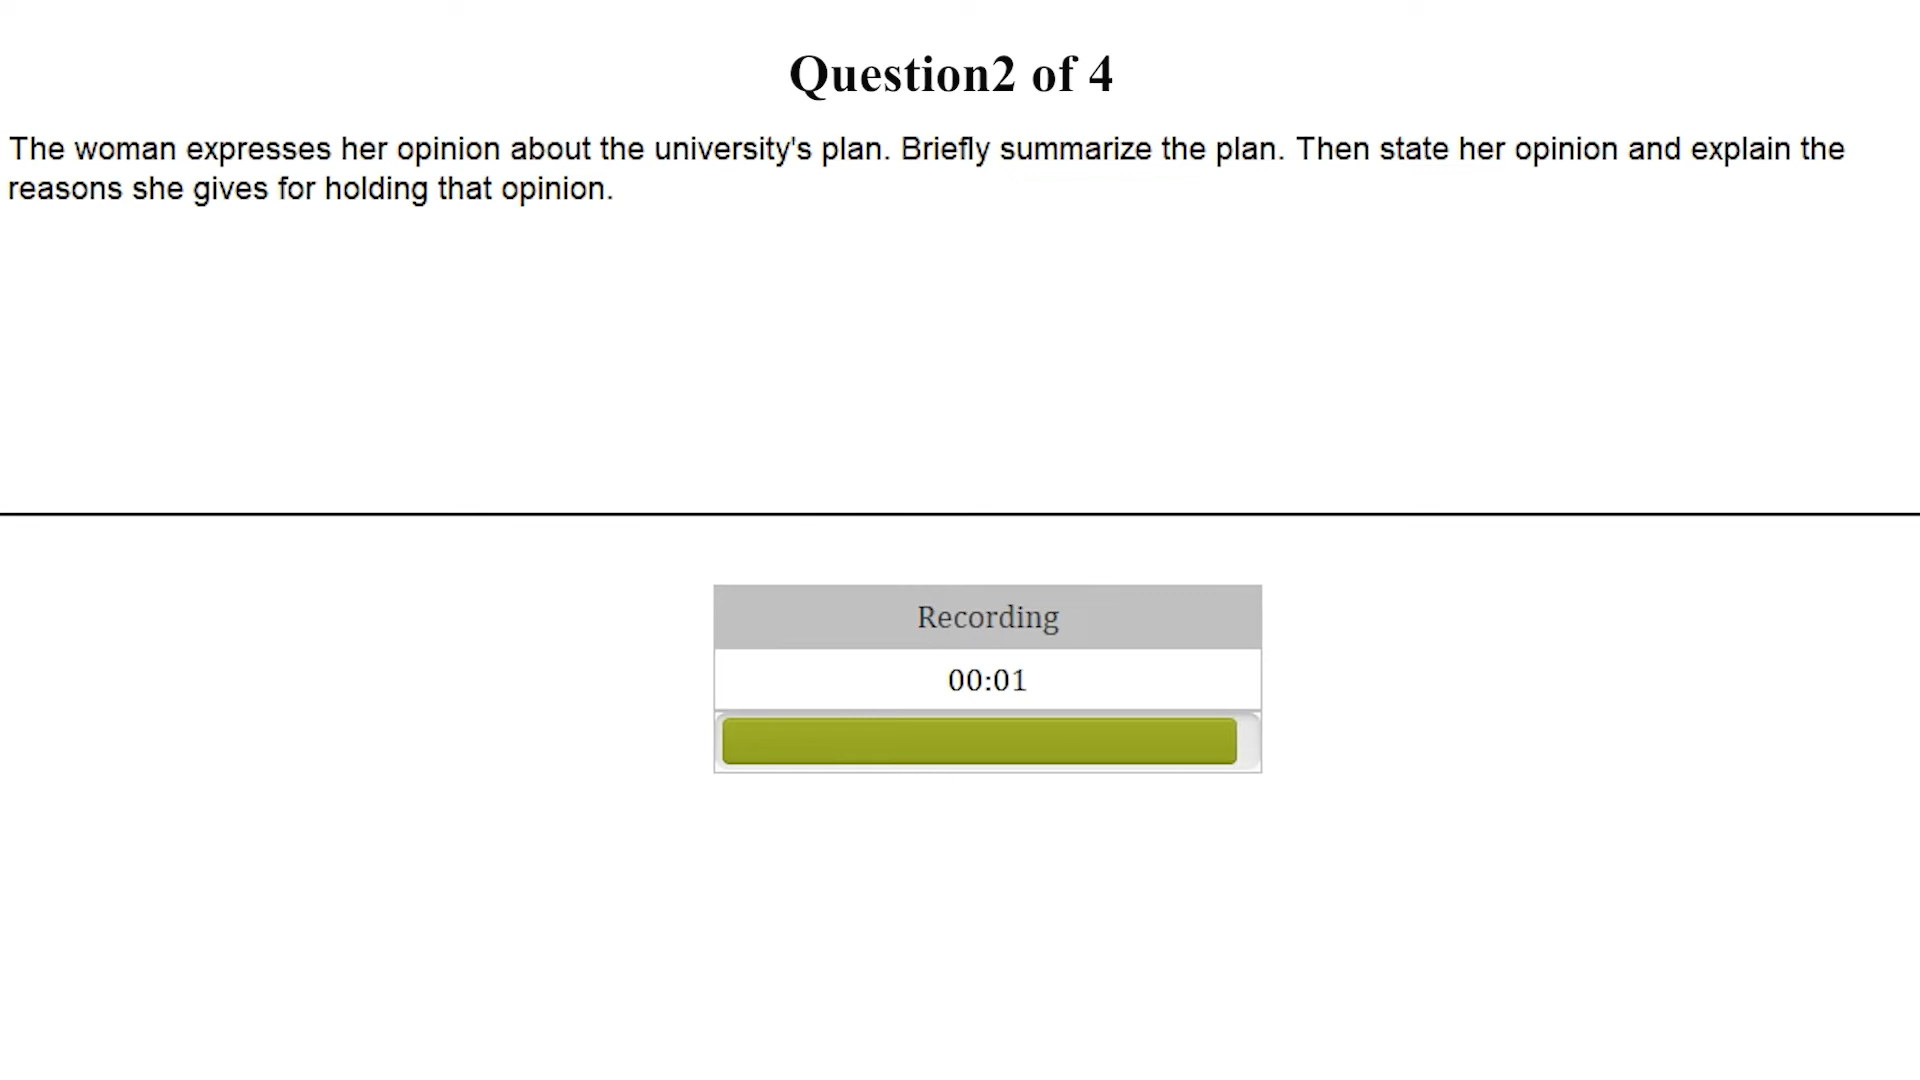 Question2 of 4
The woman expresses her opinion about the university's plan. Briefly summarize the plan. Then state her opinion and explain the
reasons she gives for holding that opinion.
Recording
00:01